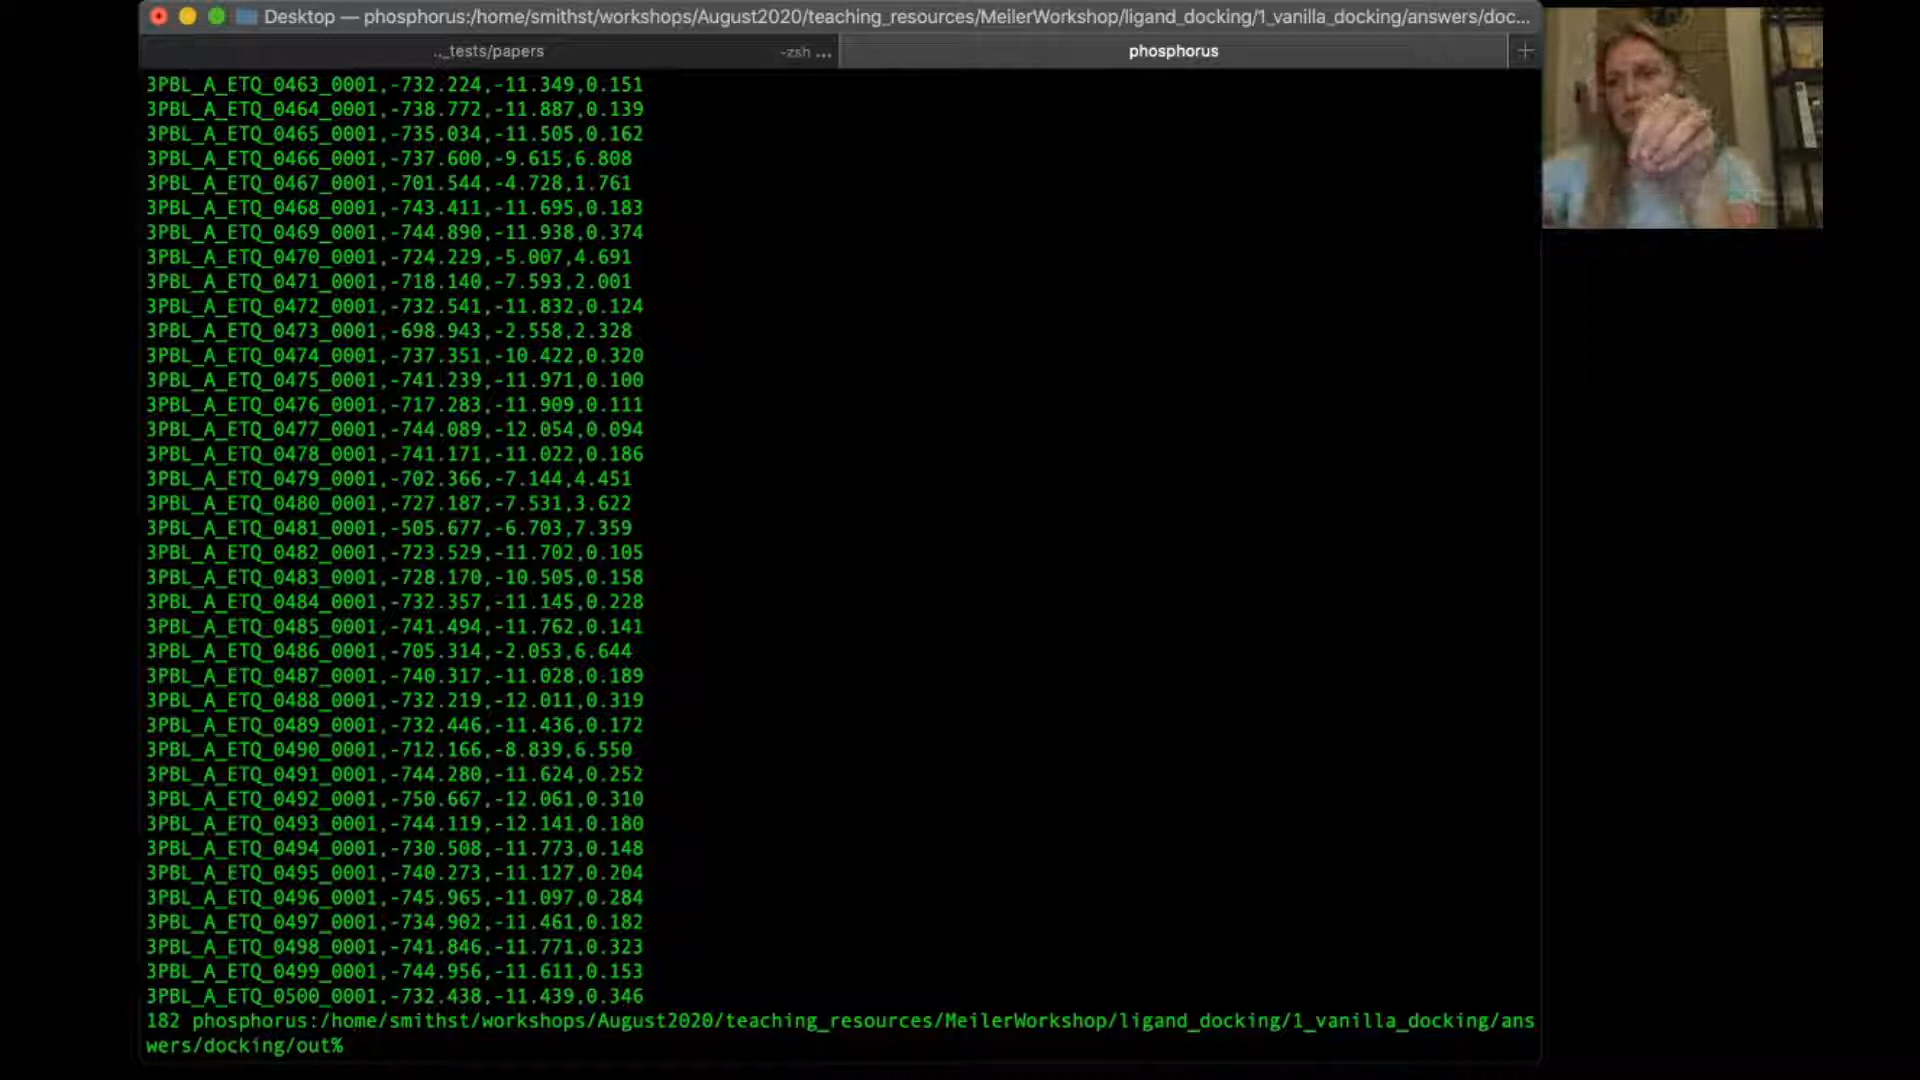 Desktop — phosphorus:/home/smithst/workshops/August2020/teaching_resources/MeilerWorkshop/ligand_docking/1_vanilla_docking/answers/doc...
.._tests/papers -zsh ... phosphorus
3PBL_A_ETQ_0463_0001,-732.224,-11.349,0.151
3PBL_A_ETQ_0464_0001,-738.772,-11.887,0.139
3PBL_A_ETQ_0465_0001,-735.034,-11.505,0.162
3PBL_A_ETQ_0466_0001,-737.600,-9.615,6.808
3PBL_A_ETQ_0467_0001,-701.544,-4.728,1.761
3PBL_A_ETQ_0468_0001,-743.411,-11.695,0.183
3PBL_A_ETQ_0469_0001,-744.890,-11.938,0.374
3PBL_A_ETQ_0470_0001,-724.229,-5.007,4.691
3PBL_A_ETQ_0471_0001,-718.140,-7.593,2.001
3PBL_A_ETQ_0472_0001,-732.541,-11.832,0.124
3PBL_A_ETQ_0473_0001,-698.943,-2.558,2.328
3PBL_A_ETQ_0474_0001,-737.351,-10.422,0.320
3PBL_A_ETQ_0475_0001,-741.239,-11.971,0.100
3PBL_A_ETQ_0476_0001,-717.283,-11.909,0.111
3PBL_A_ETQ_0477_0001,-744.089,-12.054,0.094
3PBL_A_ETQ_0478_0001,-741.171,-11.022,0.186
3PBL_A_ETQ_0479_0001,-702.366,-7.144,4.451
3PBL_A_ETQ_0480_0001,-727.187,-7.531,3.622
3PBL_A_ETQ_0481_0001,-505.677,-6.703,7.359
3PBL_A_ETQ_0482_0001,-723.529,-11.702,0.105
3PBL_A_ETQ_0483_0001,-728.170,-10.505,0.158
3PBL_A_ETQ_0484_0001,-732.357,-11.145,0.228
3PBL_A_ETQ_0485_0001,-741.494,-11.762,0.141
3PBL_A_ETQ_0486_0001,-705.314,-2.053,6.644
3PBL_A_ETQ_0487_0001,-740.317,-11.028,0.189
3PBL_A_ETQ_0488_0001,-732.219,-12.011,0.319
3PBL_A_ETQ_0489_0001,-732.446,-11.436,0.172
3PBL_A_ETQ_0490_0001,-712.166,-8.839,6.550
3PBL_A_ETQ_0491_0001,-744.280,-11.624,0.252
3PBL_A_ETQ_0492_0001,-750.667,-12.061,0.310
3PBL_A_ETQ_0493_0001,-744.119,-12.141,0.180
3PBL_A_ETQ_0494_0001,-730.508,-11.773,0.148
3PBL_A_ETQ_0495_0001,-740.273,-11.127,0.204
3PBL_A_ETQ_0496_0001,-745.965,-11.097,0.284
3PBL_A_ETQ_0497_0001,-734.902,-11.461,0.182
3PBL_A_ETQ_0498_0001,-741.846,-11.771,0.323
3PBL_A_ETQ_0499_0001,-744.956,-11.611,0.153
3PBL_A_ETQ_0500_0001,-732.438,-11.439,0.346
182 phosphorus:/home/smithst/workshops/August2020/teaching_resources/MeilerWorkshop/ligand_docking/1_vanilla_docking/ans
wers/docking/out%